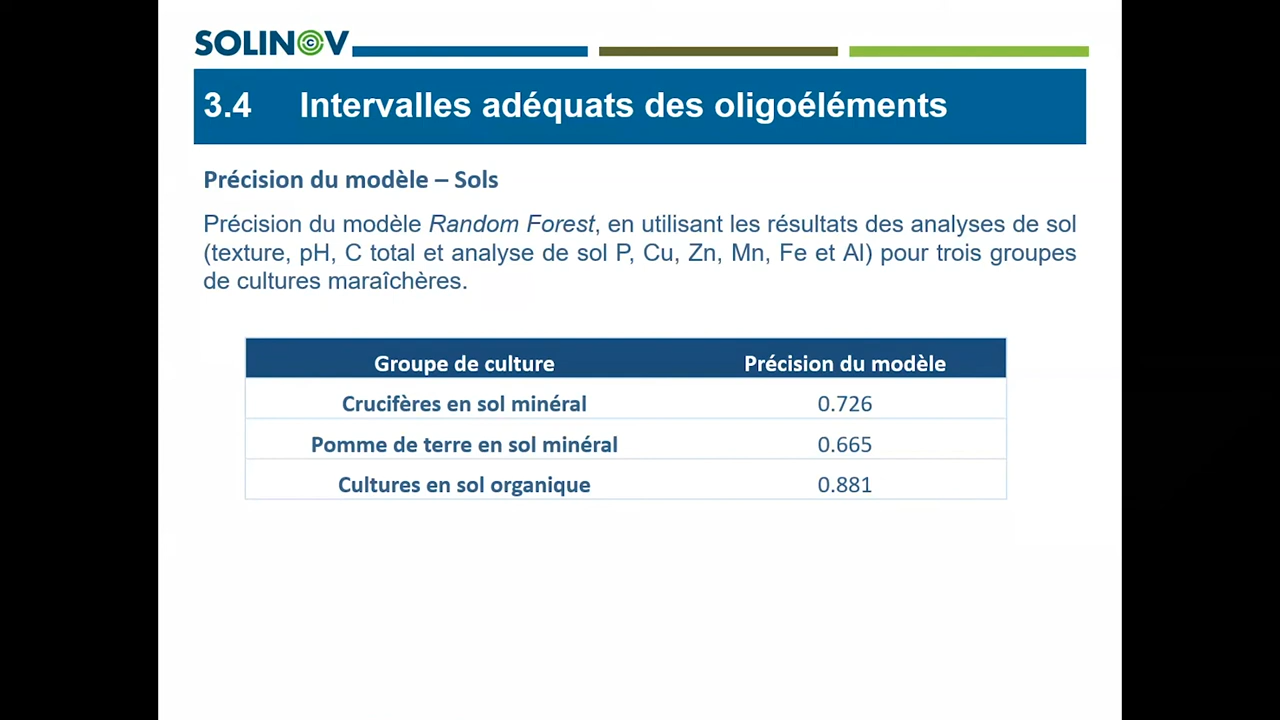 SOLINOV
3.4 Intervalles adéquats des oligoéléments
Précision du modèle – Sols
Précision du modèle Random Forest, en utilisant les résultats des analyses de sol
(texture, pH, C total et analyse de sol P, Cu, Zn, Mn, Fe et Al) pour trois groupes
de cultures maraîchères.
Groupe de culture Précision du modèle
Crucifères en sol minéral 0.726
Pomme de terre en sol minéral 0.665
Cultures en sol organique 0.881